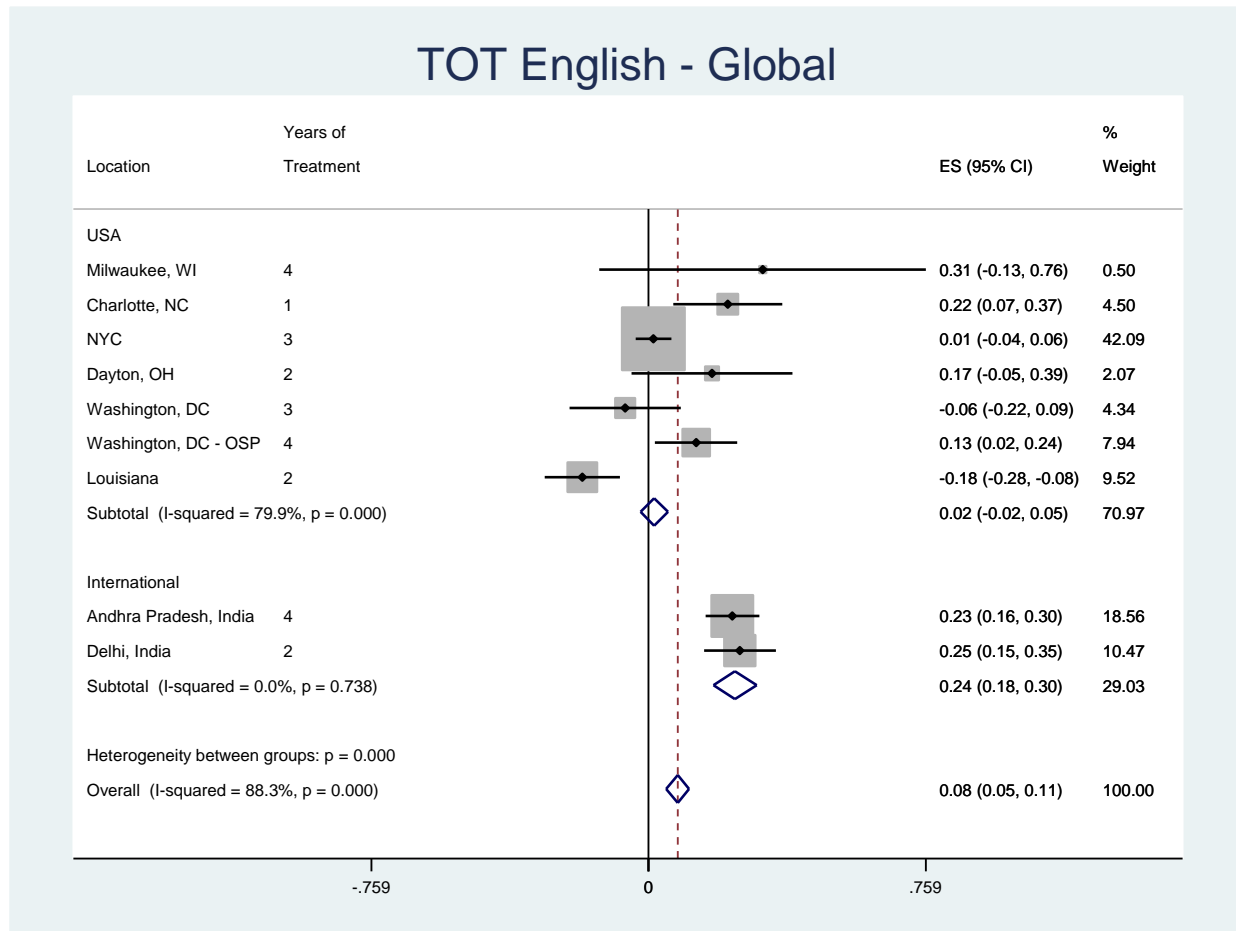 TOT English - Global
Years of %
Location Treatment ES (95% CI) Weight
USA
Milwaukee, WI 4 0.31 (-0.13, 0.76) 0.50
Charlotte, NC 1 0.22 (0.07, 0.37) 4.50
NYC 3 0.01 (-0.04, 0.06) 42.09
Dayton, OH 2 0.17 (-0.05, 0.39) 2.07
Washington, DC 3 -0.06 (-0.22, 0.09) 4.34
Washington, DC - OSP 4 0.13 (0.02, 0.24) 7.94
Louisiana 2 -0.18 (-0.28, -0.08) 9.52
Subtotal (I-squared = 79.9%, p = 0.000) 0.02 (-0.02, 0.05) 70.97
International
Andhra Pradesh, India 4 0.23 (0.16, 0.30) 18.56
Delhi, India 2 0.25 (0.15, 0.35) 10.47
Subtotal (I-squared = 0.0%, p = 0.738) 0.24 (0.18, 0.30) 29.03
Heterogeneity between groups: p = 0.000
Overall (I-squared = 88.3%, p = 0.000) 0.08 (0.05, 0.11) 100.00
-.759 0 .759